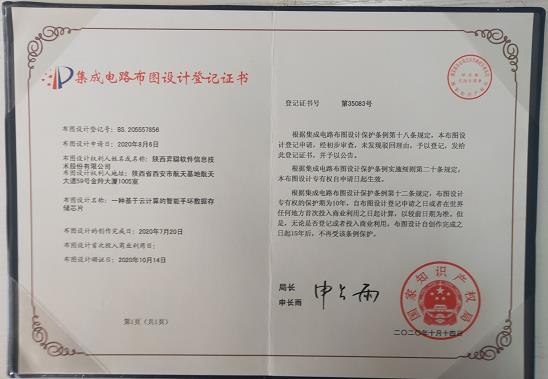 集成电路布图设计登记证书
布图设计登记号：BS. 205557856
布图设计申请日：2020年8月6日
布图设计权利人姓名或名称：陕西昇聪软件信息技
术股份有限公司
布图设计权利人地址：陕西省西安市航天基地航天
大道59号金羚大厦1005室
布图设计名称：一种基于云计算的智能手环数据存
储芯片
布图设计的创作完成日：2020年7月20日
布图设计首次投入商业利用日：
布图设计颁证日：2020年10月14日
第1页（共1页）
登记证书号 第35083号
根据集成电路布图设计保护条例第十八条规定，本布图设
计登记申请，经初步审查，未发现驳回理由，予以登记，发给
此登记证书，并予以公告。
根据集成电路布图设计保护条例实施细则第二十条规定，
本布图设计专有权自申请日起生效。
根据集成电路布图设计保护条例第十二条规定，布图设计
专有权的保护期为10年，自布图设计登记申请之日或者在世界
任何地方首次投入商业利用之日起计算，以较前日期为准。但
是，无论是否登记或者投入商业利用，布图设计自创作完成之
日起15年后，不再受该条例保护。
局长
申长雨
申长雨
国家知识产权局
二〇二〇年十月十四日